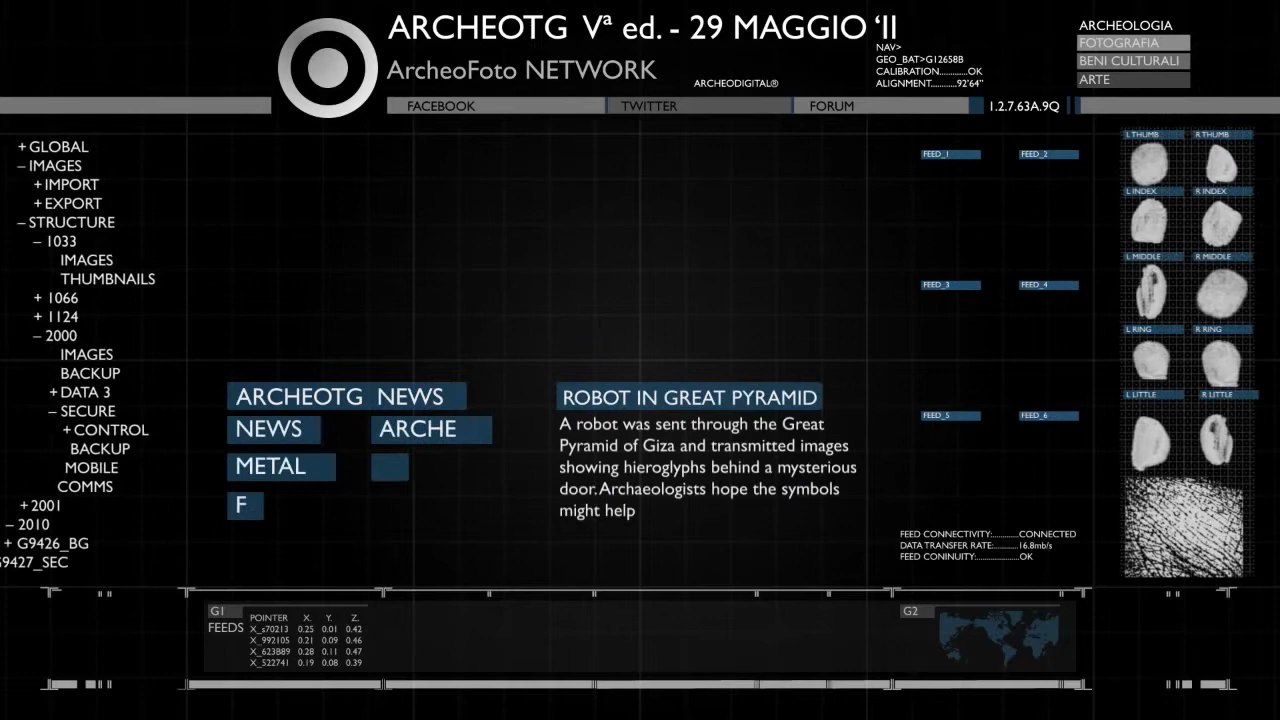 ARCHEOTG Vª ed. - 29 MAGGIO ‘II
ArcheoFoto NETWORK
ARCHEODIGITAL®
NAV>
GEO_BAT>G12658B
CALIBRATION.............OK
ALIGNMENT...........92'64"
ARCHEOLOGIA
FOTOGRAFIA
BENI CULTURALI
ARTE
FACEBOOK
TWITTER
FORUM
1.2.7.63A.9Q
+ GLOBAL
– IMAGES
+ IMPORT
+ EXPORT
– STRUCTURE
– 1033
IMAGES
THUMBNAILS
+ 1066
+ 1124
– 2000
IMAGES
BACKUP
+ DATA 3
– SECURE
+ CONTROL
BACKUP
MOBILE
COMMS
+ 2001
– 2010
+ G9426_BG
G9427_SEC
ARCHEOTG NEWS
NEWS
ARCHE
METAL
F
ROBOT IN GREAT PYRAMID
A robot was sent through the Great
Pyramid of Giza and transmitted images
showing hieroglyphs behind a mysterious
door. Archaeologists hope the symbols
might help
FEED_1
FEED_2
FEED_3
FEED_4
FEED_5
FEED_6
FEED CONNECTIVITY:..........CONNECTED
DATA TRANSFER RATE:..........16.8mb/s
FEED CONINUITY:..........OK
L THUMB
R THUMB
L INDEX
R INDEX
L MIDDLE
R MIDDLE
L RING
R RING
L LITTLE
R LITTLE
G1
FEEDS
POINTER X. Y. Z.
X_s70213 0.25 0.01 0.42
X_992105 0.21 0.09 0.46
X_623B89 0.28 0.11 0.47
X_522741 0.19 0.08 0.39
G2